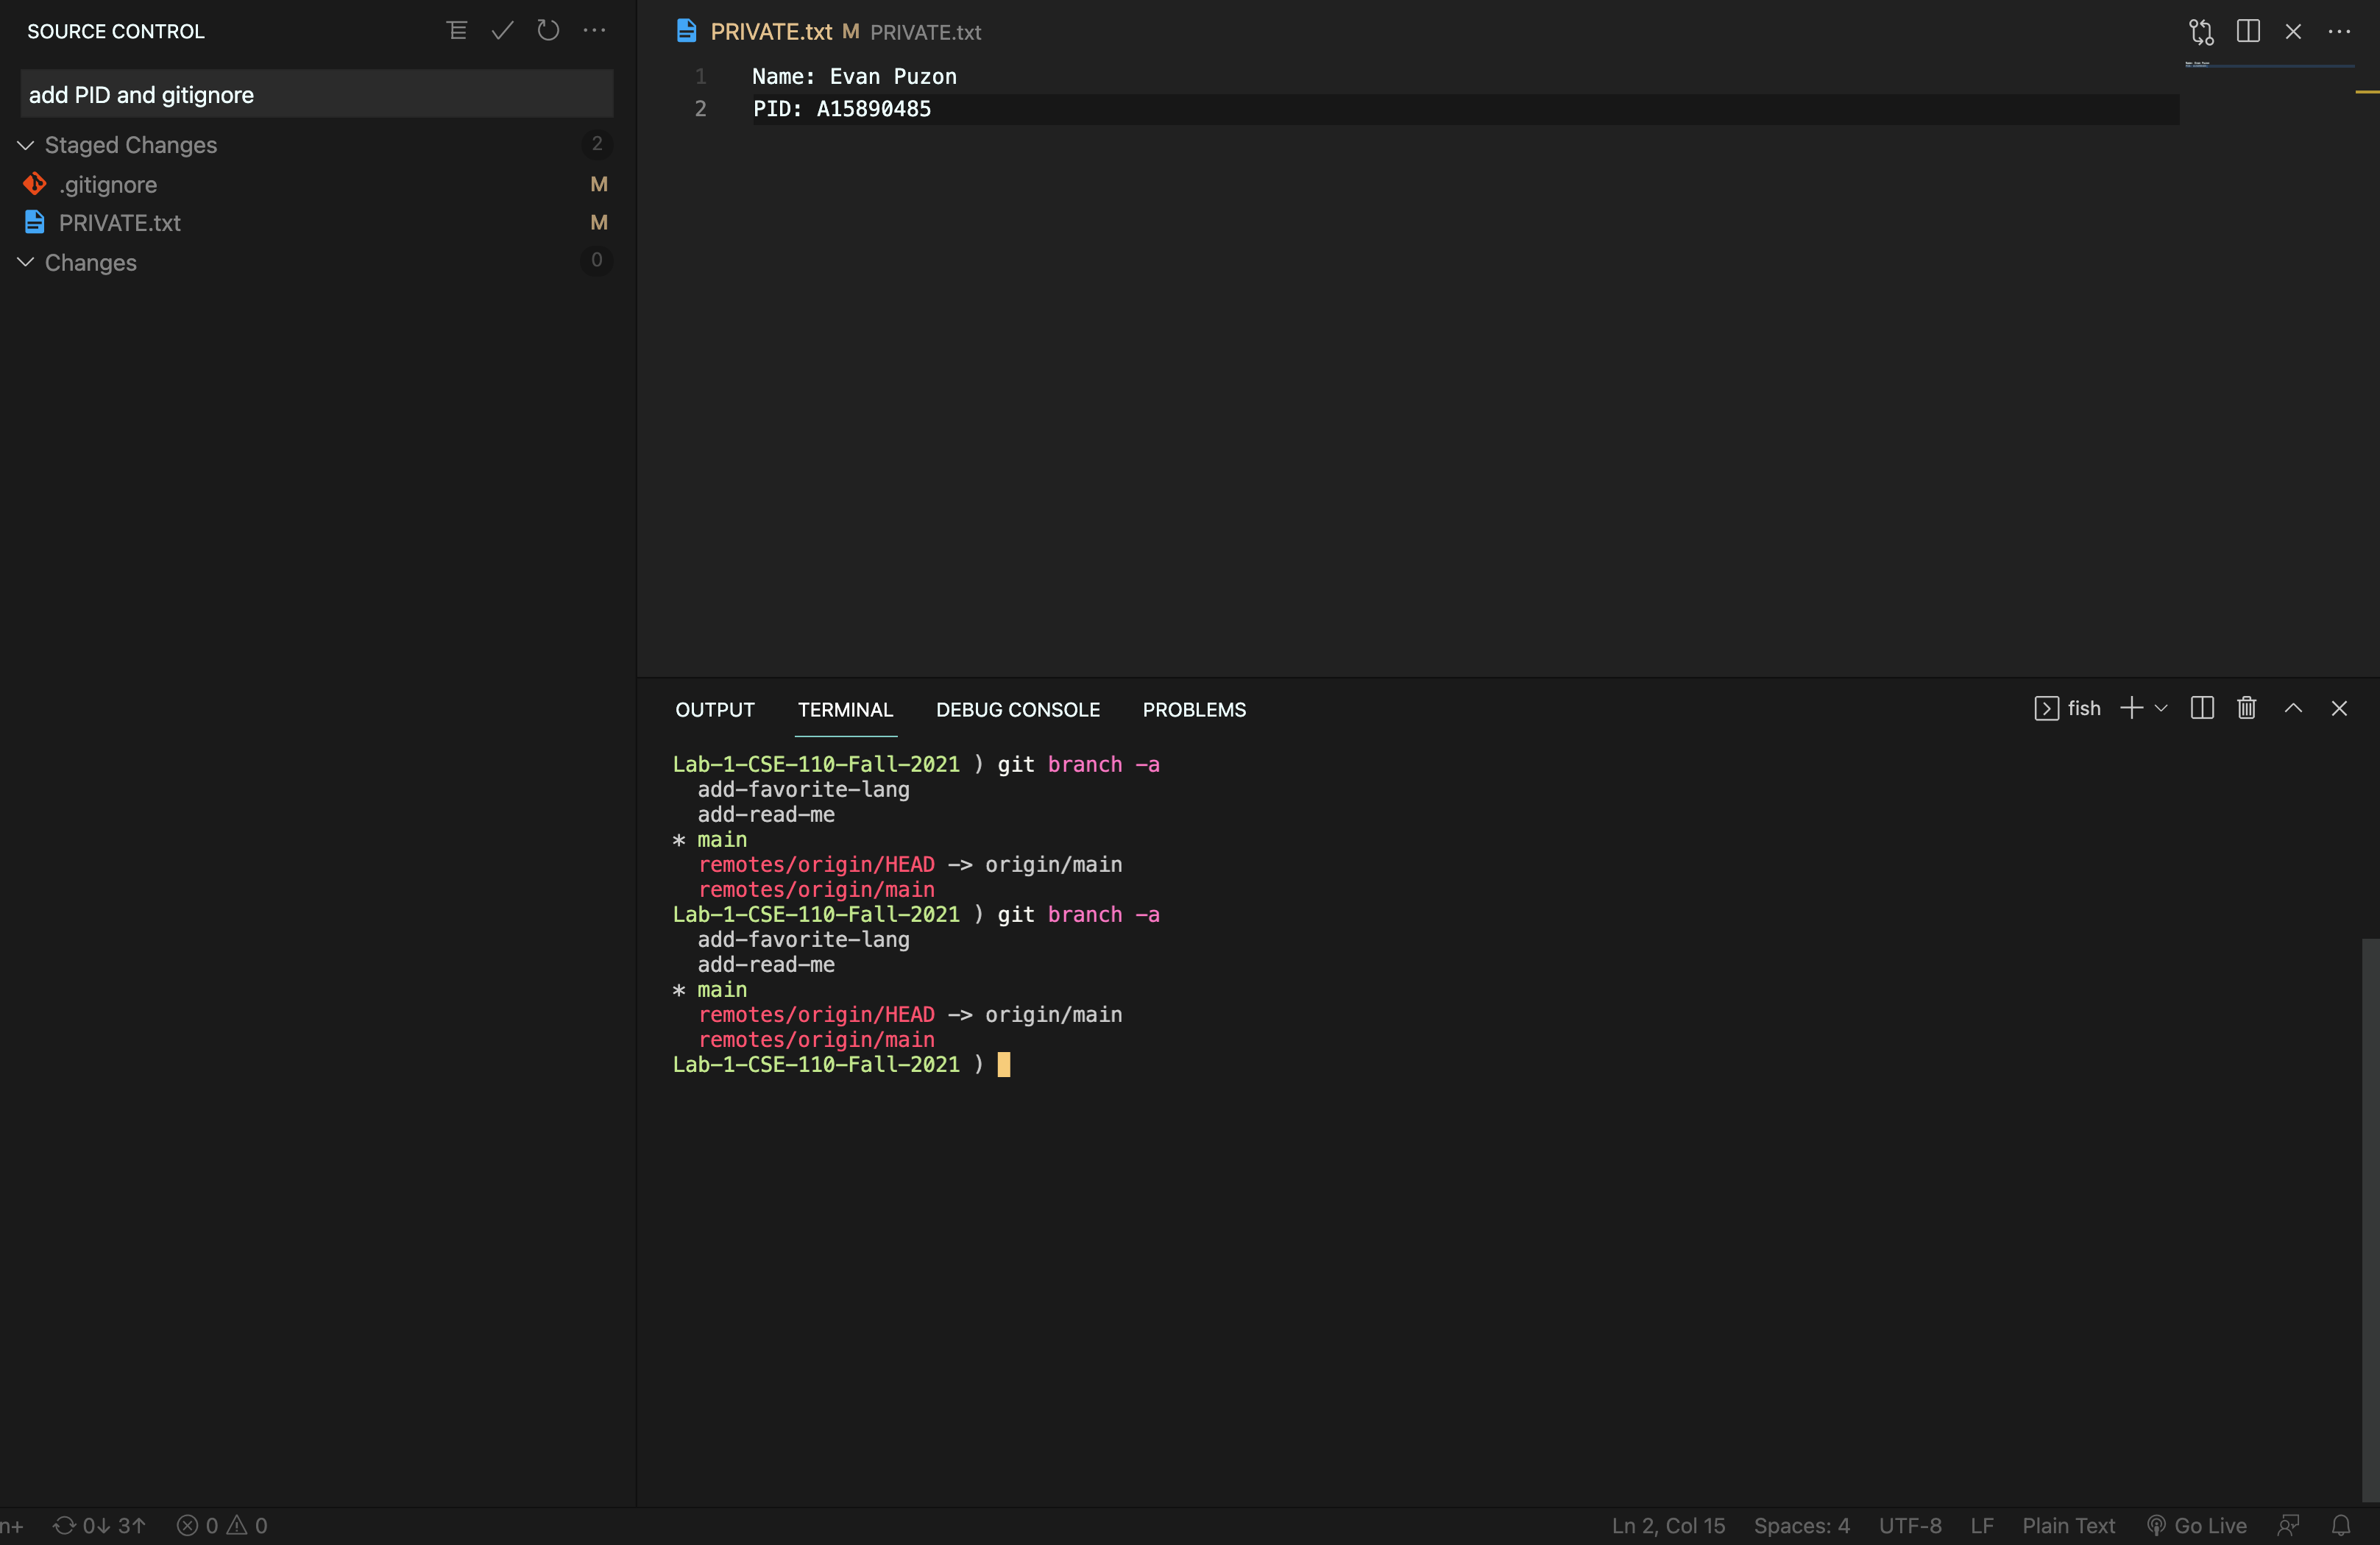 SOURCE CONTROL
add PID and gitignore
Staged Changes 2
.gitignore M
PRIVATE.txt M
Changes 0
PRIVATE.txt M PRIVATE.txt
1 Name: Evan Puzon
2 PID: A15890485
OUTPUT TERMINAL DEBUG CONSOLE PROBLEMS
fish
Lab-1-CSE-110-Fall-2021 ) git branch -a
add-favorite-lang
add-read-me
* main
remotes/origin/HEAD -> origin/main
remotes/origin/main
Lab-1-CSE-110-Fall-2021 ) git branch -a
add-favorite-lang
add-read-me
* main
remotes/origin/HEAD -> origin/main
remotes/origin/main
Lab-1-CSE-110-Fall-2021 )
n+ 0↓ 3↑ 0 0
Ln 2, Col 15 Spaces: 4 UTF-8 LF Plain Text Go Live